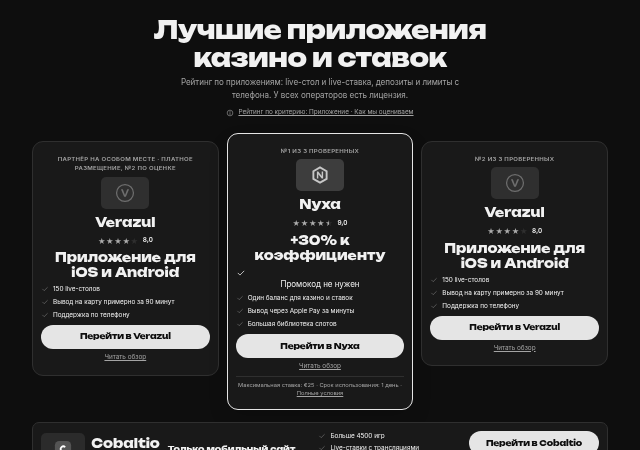 Лучшие приложения
казино и ставок
Рейтинг по приложениям: live-стол и live-ставка, депозиты и лимиты с
телефона. У всех операторов есть лицензия.
Рейтинг по критерию: Приложение · Как мы оцениваем
ПАРТНЁР НА ОСОБОМ МЕСТЕ · ПЛАТНОЕ
РАЗМЕЩЕНИЕ, №2 ПО ОЦЕНКЕ
V
Verazul
8,0
Приложение для
iOS и Android
150 live-столов
Вывод на карту примерно за 90 минут
Поддержка по телефону
Перейти в Verazul
Читать обзор
№1 ИЗ 3 ПРОВЕРЕННЫХ
N
Nyxa
9,0
+30% к
коэффициенту
Промокод не нужен
Один баланс для казино и ставок
Вывод через Apple Pay за минуты
Большая библиотека слотов
Перейти в Nyxa
Читать обзор
Максимальная ставка: €25 · Срок использования: 1 день ·
Полные условия
№2 ИЗ 3 ПРОВЕРЕННЫХ
V
Verazul
8,0
Приложение для
iOS и Android
150 live-столов
Вывод на карту примерно за 90 минут
Поддержка по телефону
Перейти в Verazul
Читать обзор
Cobaltio
Только мобильный сайт
Больше 4500 игр
Live-ставки с трансляциями
Перейти в Cobaltio